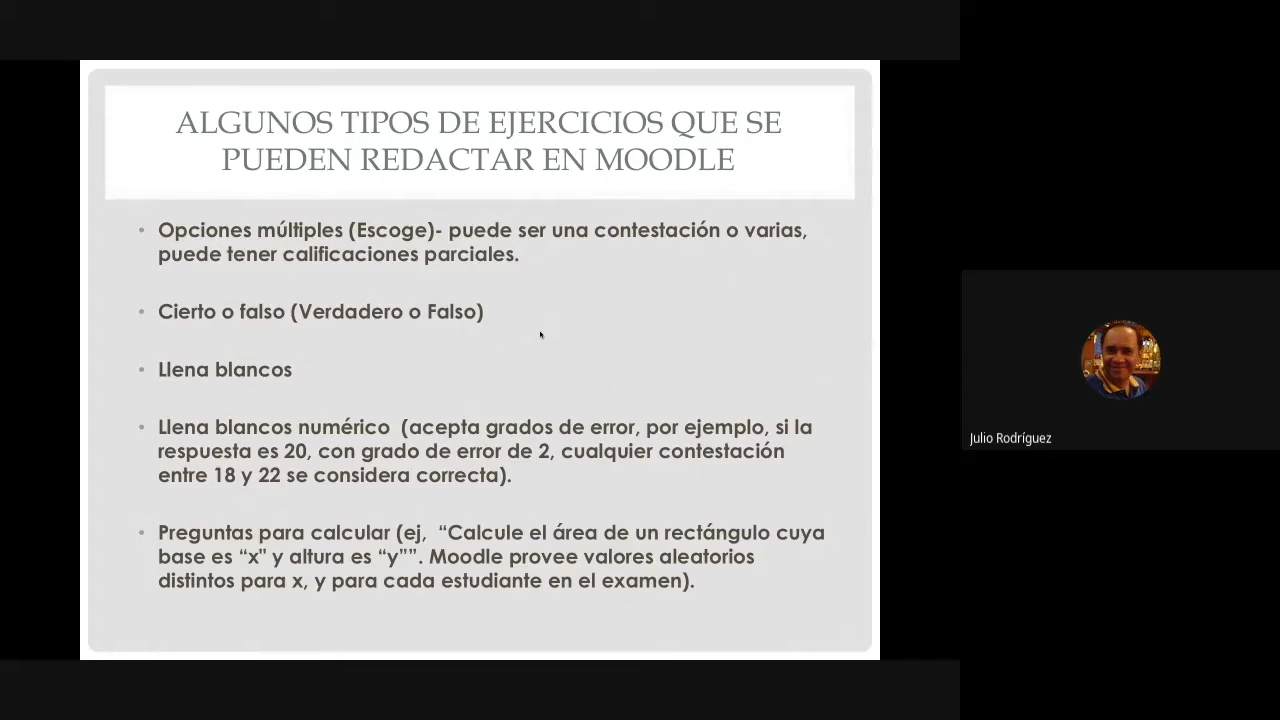 ALGUNOS TIPOS DE EJERCICIOS QUE SE
PUEDEN REDACTAR EN MOODLE
• Opciones múltiples (Escoge)- puede ser una contestación o varias,
puede tener calificaciones parciales.
• Cierto o falso (Verdadero o Falso)
• Llena blancos
• Llena blancos numérico (acepta grados de error, por ejemplo, si la
respuesta es 20, con grado de error de 2, cualquier contestación
entre 18 y 22 se considera correcta).
• Preguntas para calcular (ej, “Calcule el área de un rectángulo cuya
base es “x" y altura es “y””. Moodle provee valores aleatorios
distintos para x, y para cada estudiante en el examen).
Julio Rodríguez